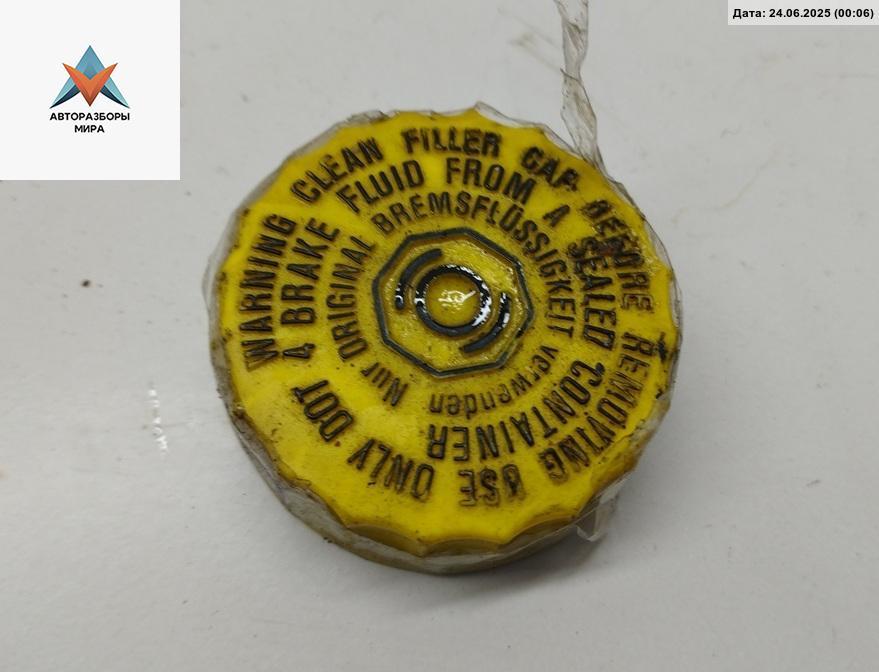 Дата: 24.06.2025 (00:06)
АВТОРАЗБОРЫ
МИРА
WARNING CLEAN FILLER CAP BEFORE REMOVING USE ONLY DOT
4 BRAKE FLUID FROM A SEALED CONTAINER
Nur ORIGINAL BREMSFLÜSSIGKEIT verwenden